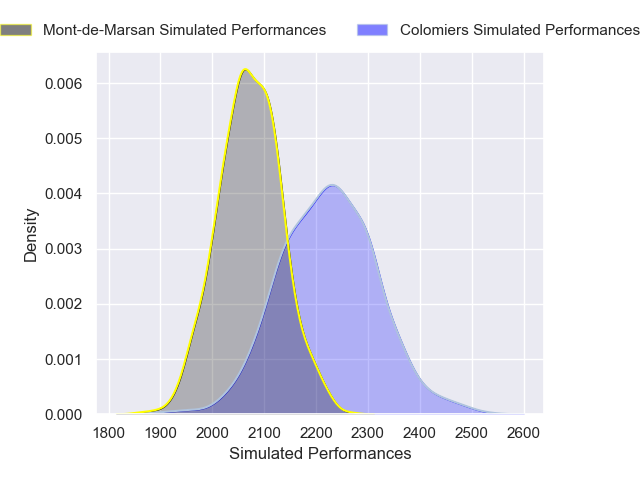 Mont-de-Marsan Simulated Performances Colomiers Simulated Performances
0.006
0.005
0.004
0.003
0.002
0.001
0.000
Density
1800 1900 2000 2100 2200 2300 2400 2500 2600
Simulated Performances